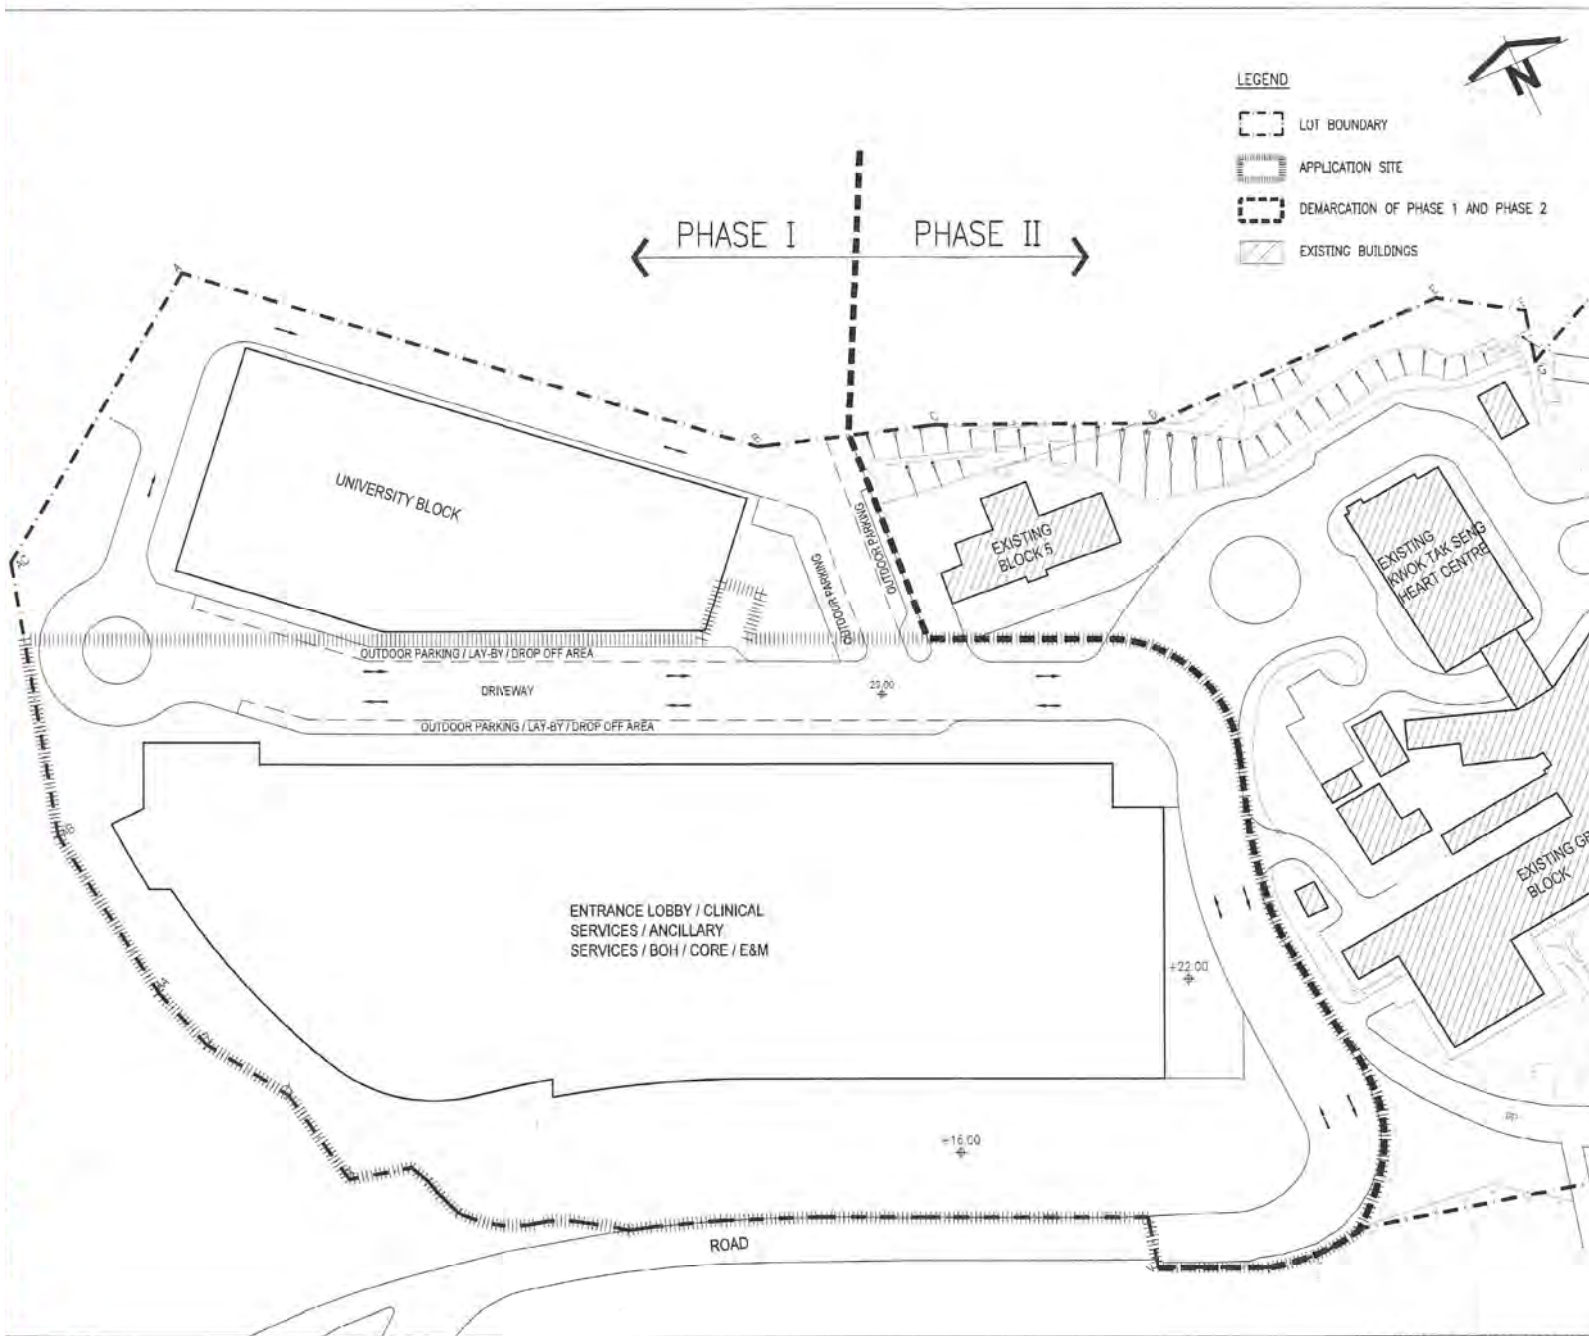 N
LEGEND
LOT BOUNDARY
APPLICATION SITE
DEMARCATION OF PHASE 1 AND PHASE 2
EXISTING BUILDINGS
PHASE I
PHASE II
A
B
C
D
E
F
AC
UNIVERSITY BLOCK
OUTDOOR PARKING
OUTDOOR PARKING
EXISTING
BLOCK 5
EXISTING
KWOK TAK SENG
HEART CENTRE
OUTDOOR PARKING / LAY-BY / DROP OFF AREA
DRIVEWAY
OUTDOOR PARKING / LAY-BY / DROP OFF AREA
EXISTING GE
BLOCK
ENTRANCE LOBBY / CLINICAL
SERVICES / ANCILLARY
SERVICES / BOH / CORE / E&M
+22.00
+16.00
ROAD